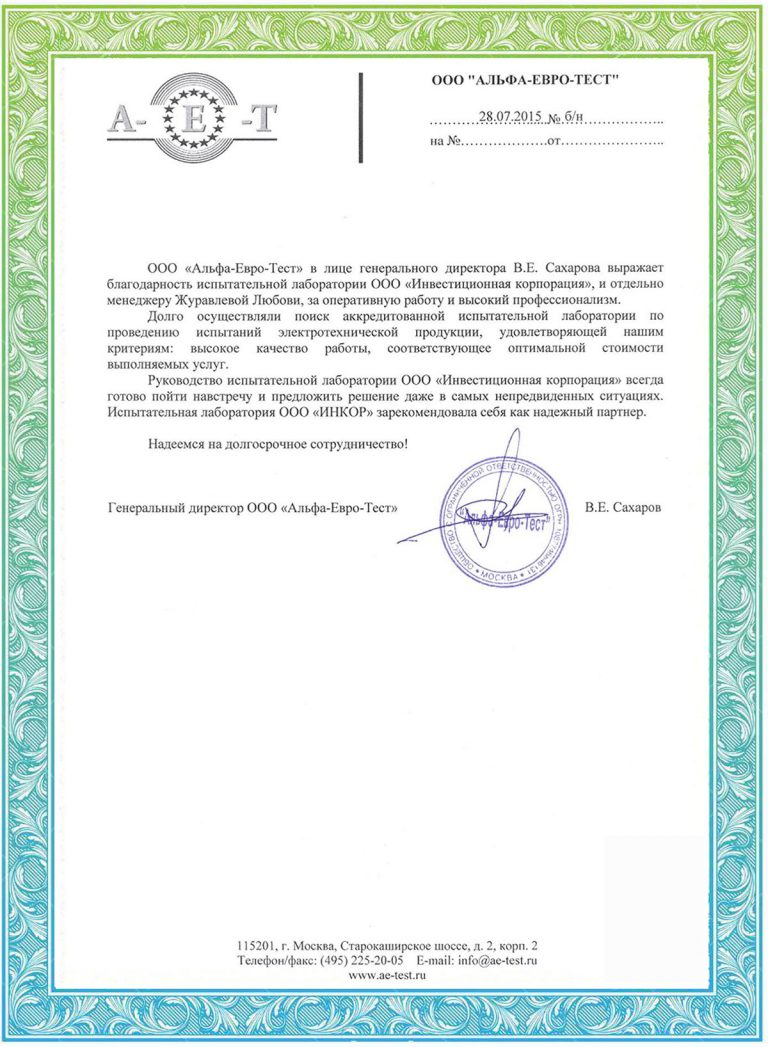 А- Е -Т
ООО "АЛЬФА-ЕВРО-ТЕСТ"
28.07.2015 № б/н
на №...................от.......................
ООО «Альфа-Евро-Тест» в лице генерального директора В.Е. Сахарова выражает
благодарность испытательной лаборатории ООО «Инвестиционная корпорация», и отдельно
менеджеру Журавлевой Любови, за оперативную работу и высокий профессионализм.
Долго осуществляли поиск аккредитованной испытательной лаборатории по
проведению испытаний электротехнической продукции, удовлетворяющей нашим
критериям: высокое качество работы, соответствующее оптимальной стоимости
выполняемых услуг.
Руководство испытательной лаборатории ООО «Инвестиционная корпорация» всегда
готово пойти навстречу и предложить решение даже в самых непредвиденных ситуациях.
Испытательная лаборатория ООО «ИНКОР» зарекомендовала себя как надежный партнер.
Надеемся на долгосрочное сотрудничество!
Генеральный директор ООО «Альфа-Евро-Тест»
В.Е. Сахаров
ОБЩЕСТВО С ОГРАНИЧЕННОЙ ОТВЕТСТВЕННОСТЬЮ ОГРН
"Альфа-Евро-Тест"
* МОСКВА *
115201, г. Москва, Старокаширское шоссе, д. 2, корп. 2
Телефон/факс: (495) 225-20-05 E-mail: info@ae-test.ru
www.ae-test.ru